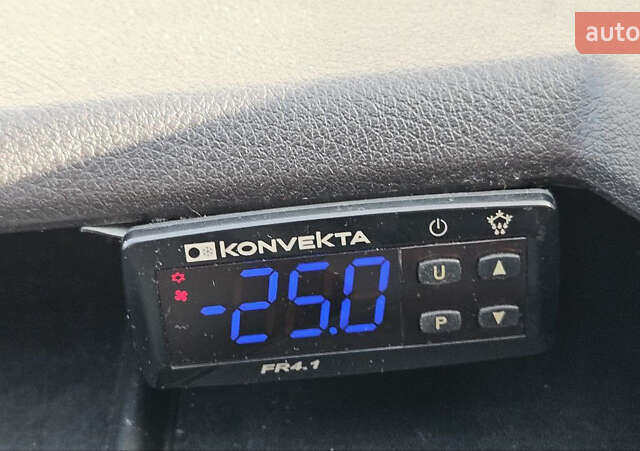 auto
KONVEKTA
-25.0
U
P
FR4.1